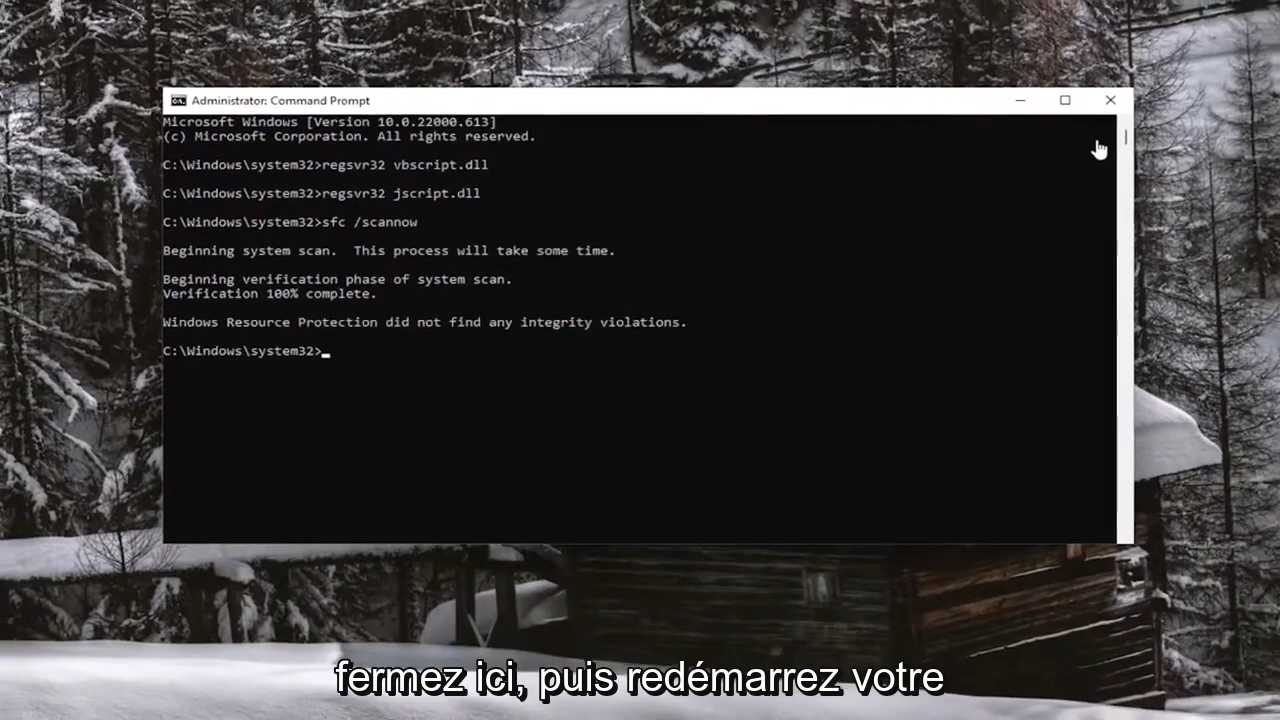 Administrator: Command Prompt
Microsoft Windows [Version 10.0.22000.613]
(c) Microsoft Corporation. All rights reserved.
C:\Windows\system32>regsvr32 vbscript.dll
C:\Windows\system32>regsvr32 jscript.dll
C:\Windows\system32>sfc /scannow
Beginning system scan.  This process will take some time.
Beginning verification phase of system scan.
Verification 100% complete.
Windows Resource Protection did not find any integrity violations.
C:\Windows\system32>
fermez ici, puis redémarrez votre